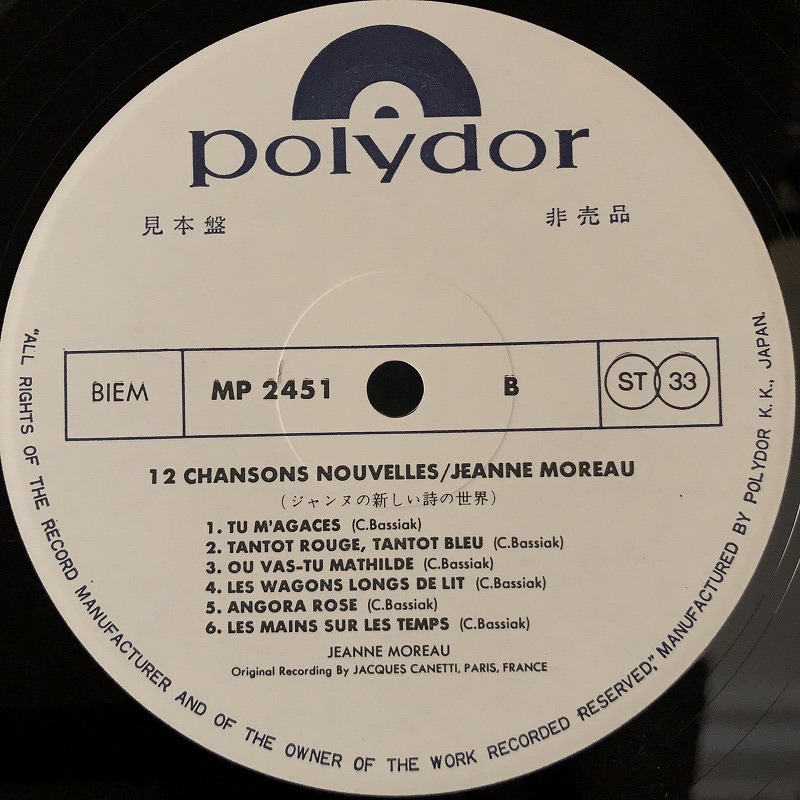 polydor
見本盤
非売品
BIEM
MP 2451
B
ST 33
12 CHANSONS NOUVELLES/JEANNE MOREAU
(ジャンヌの新しい詩の世界)
1. TU M'AGACES (C.Bassiak)
2. TANTOT ROUGE, TANTOT BLEU (C.Bassiak)
3. OU VAS-TU MATHILDE (C.Bassiak)
4. LES WAGONS LONGS DE LIT (C.Bassiak)
5. ANGORA ROSE (C.Bassiak)
6. LES MAINS SUR LES TEMPS (C.Bassiak)
JEANNE MOREAU
Original Recording By JACQUES CANETTI, PARIS, FRANCE
"ALL RIGHTS OF THE RECORD MANUFACTURER AND OF THE OWNER OF THE WORK RECORDED RESERVED," MANUFACTURED BY POLYDOR K.K., JAPAN.